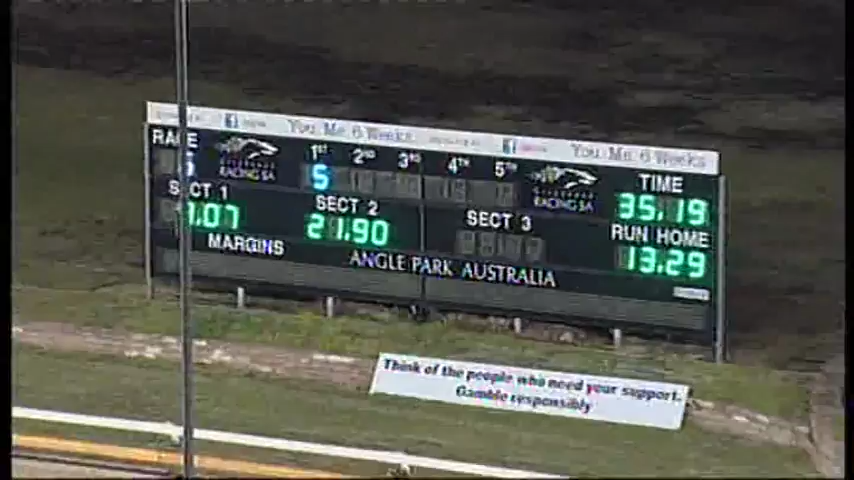 You, Me, 6 Weeks You, Me, 6 Weeks
RACE 1ST 2ND 3RD 4TH 5TH TIME
RACING SA 5 RACING SA 35.19
SECT 1 SECT 2 SECT 3 RUN HOME
1.07 21.90 13.29
MARGINS ANGLE PARK AUSTRALIA
Think of the people who need your support.
Gamble responsibly